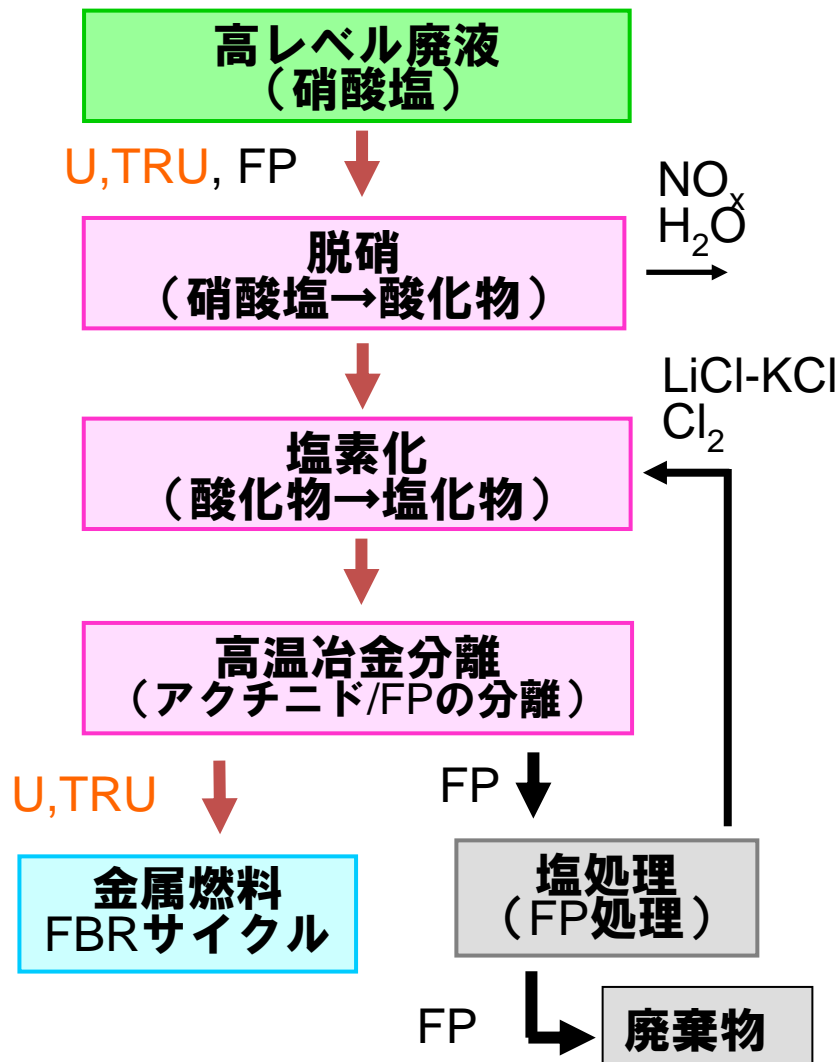 高レベル廃液
（硝酸塩）
U,TRU, FP
NOx
H2O
脱硝
（硝酸塩→酸化物）
LiCl-KCl
Cl2
塩素化
（酸化物→塩化物）
高温冶金分離
（アクチニド/FPの分離）
U,TRU
FP
金属燃料
FBRサイクル
塩処理
（FP処理）
FP
廃棄物